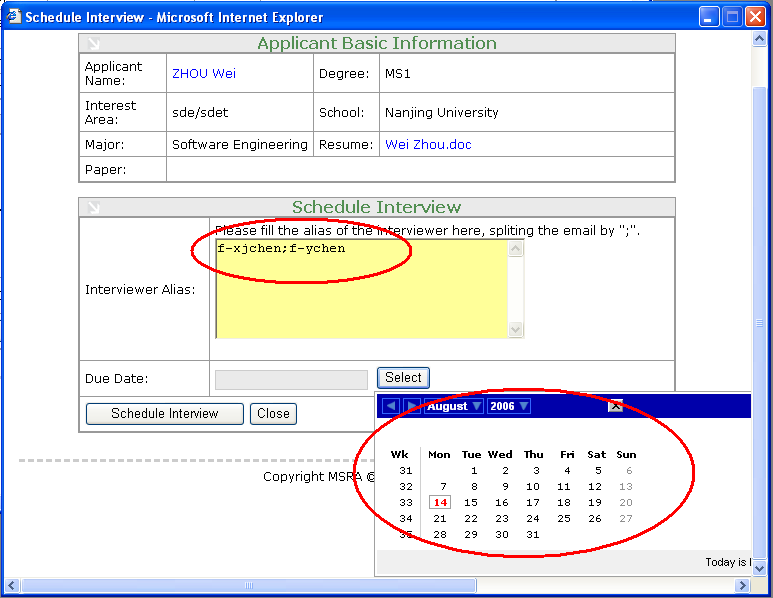 Schedule Interview - Microsoft Internet Explorer
Applicant Basic Information
Applicant Name: ZHOU Wei Degree: MS1
Interest Area: sde/sdet School: Nanjing University
Major: Software Engineering Resume: Wei Zhou.doc
Paper:
Schedule Interview
Please fill the alias of the interviewer here, spliting the email by ";".
f-xjchen;f-ychen
Interviewer Alias:
Due Date: Select
Schedule Interview Close
August 2006 X
Wk Mon Tue Wed Thu Fri Sat Sun
31 1 2 3 4 5 6
32 7 8 9 10 11 12 13
33 14 15 16 17 18 19 20
34 21 22 23 24 25 26 27
35 28 29 30 31
Copyright MSRA ©
Today is